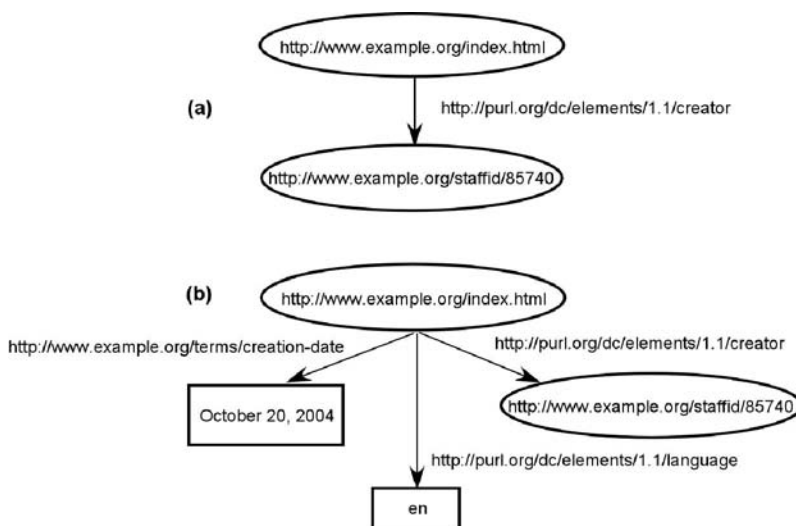 http://www.example.org/index.html
(a)
http://purl.org/dc/elements/1.1/creator
http://www.example.org/staffid/85740
(b)
http://www.example.org/index.html
http://www.example.org/terms/creation-date
http://purl.org/dc/elements/1.1/creator
October 20, 2004
http://www.example.org/staffid/85740
http://purl.org/dc/elements/1.1/language
en